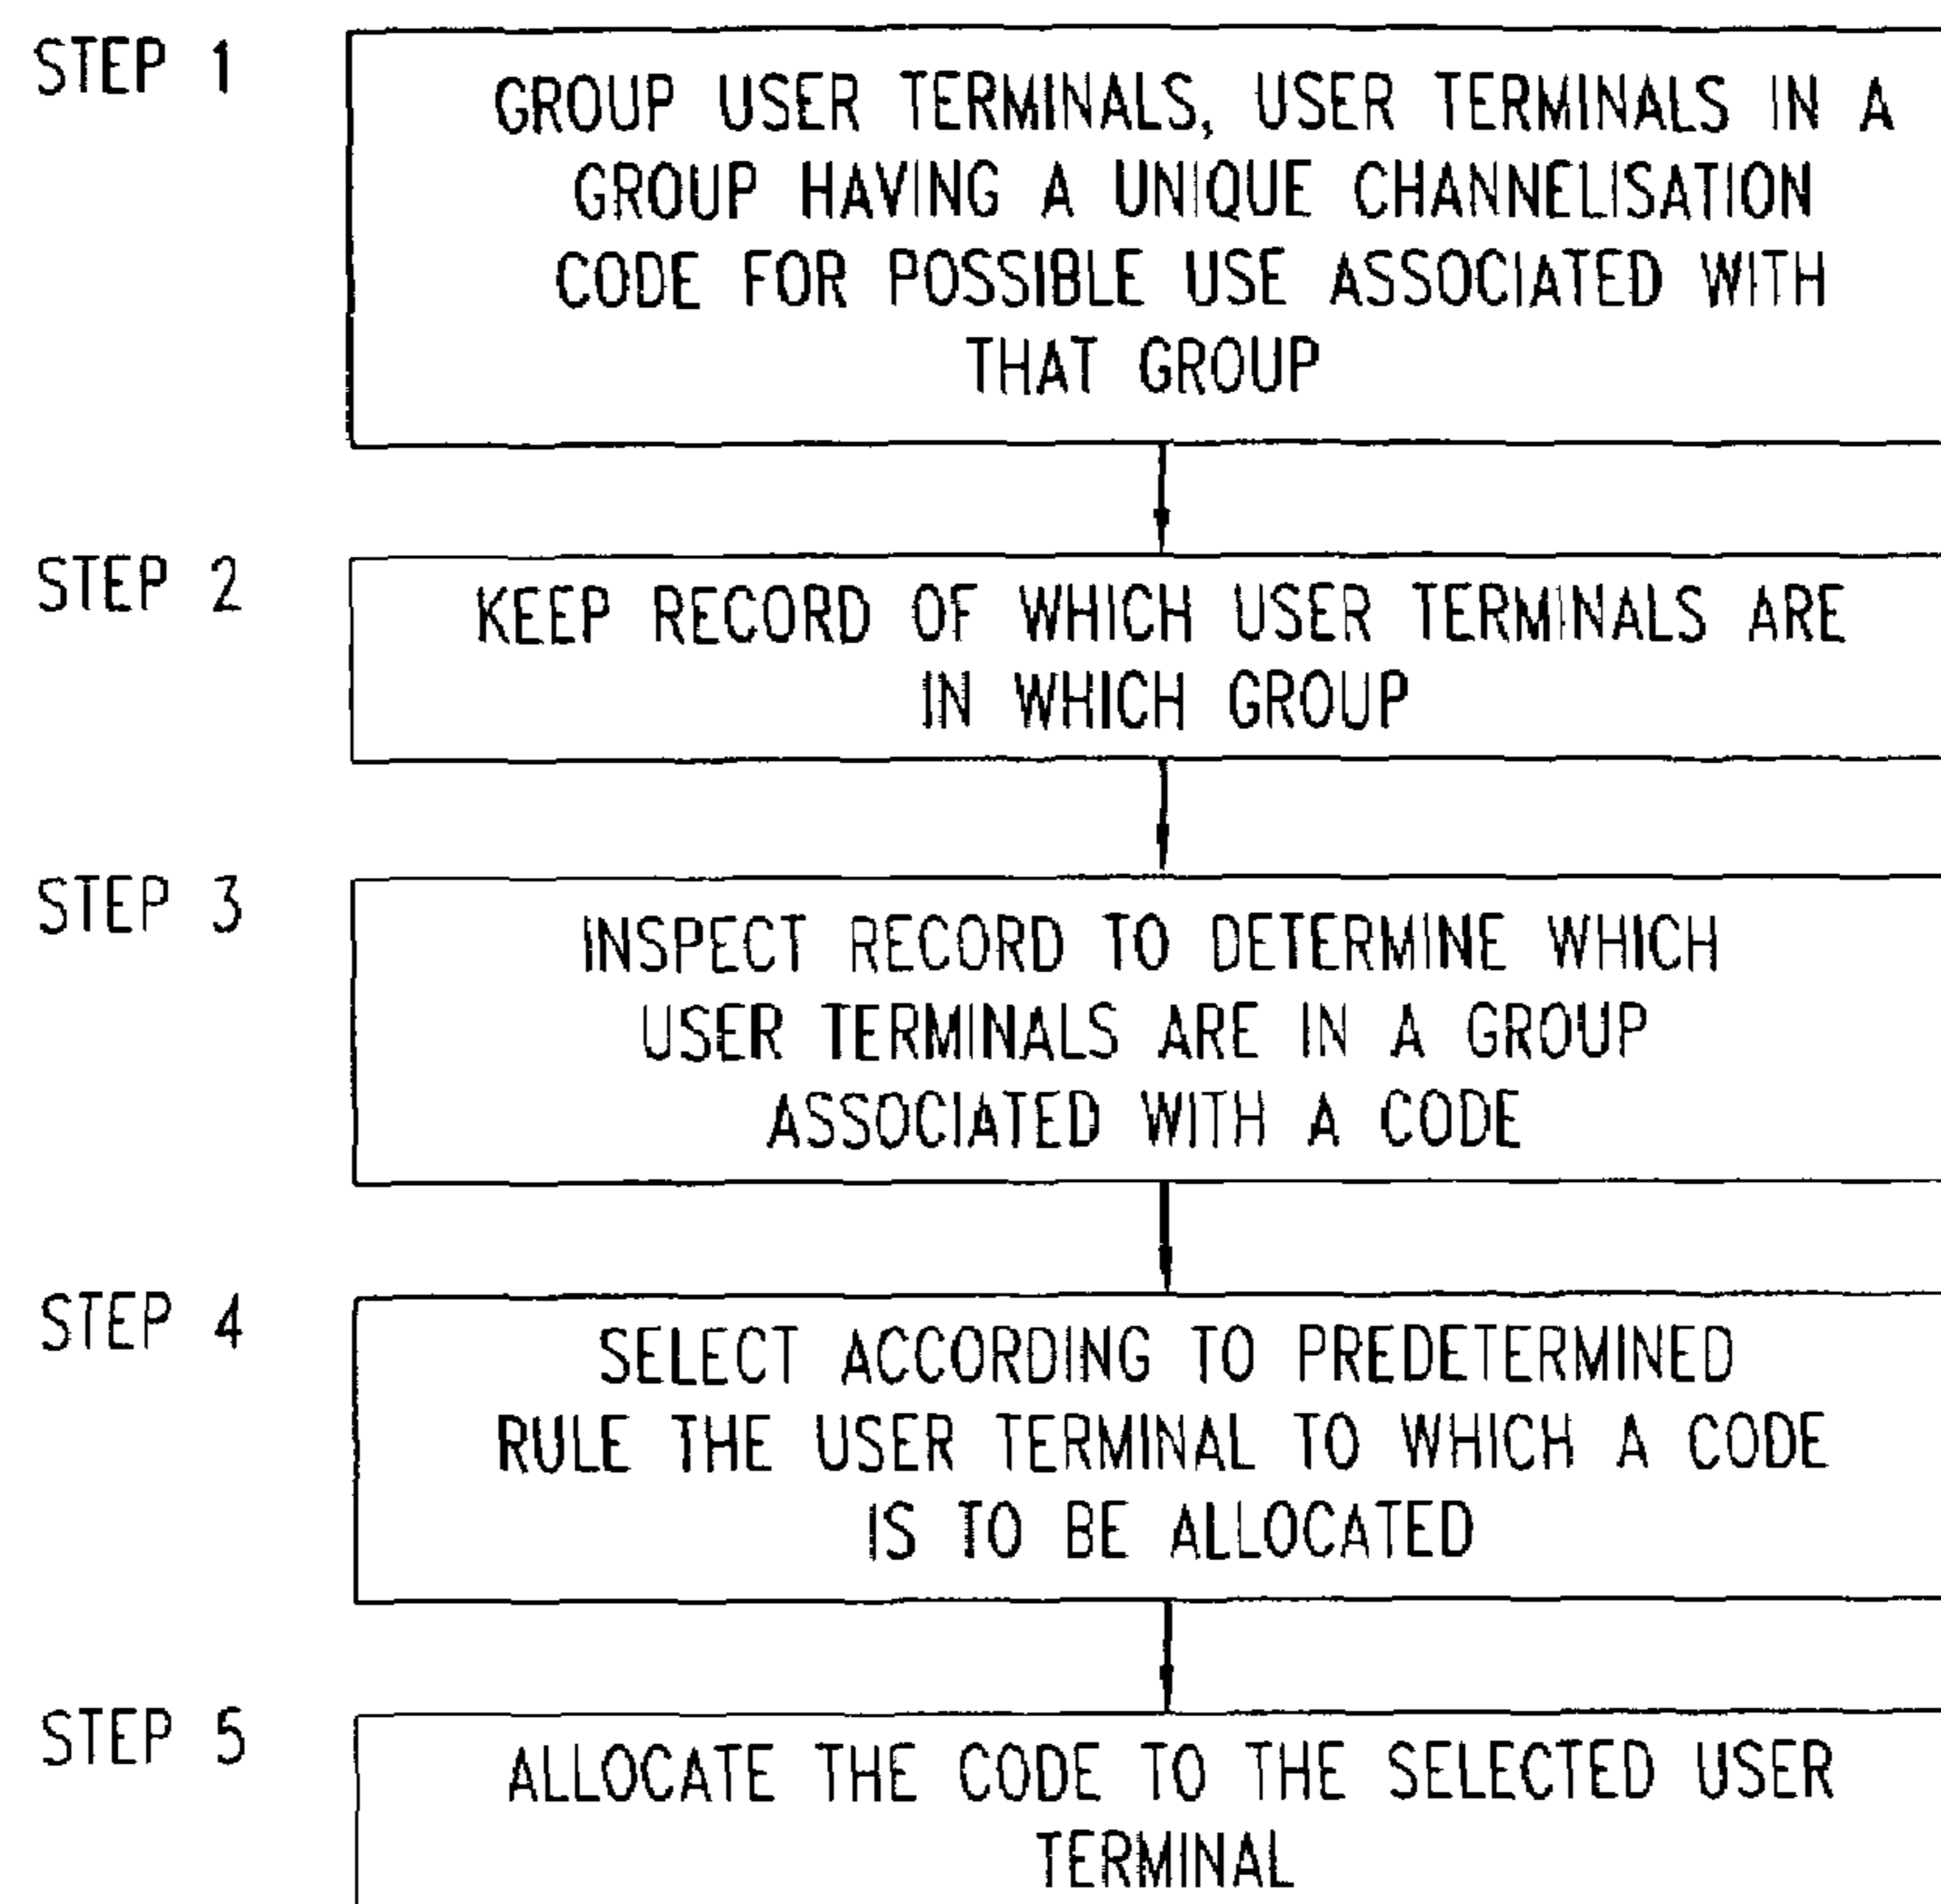 STEP 1
GROUP USER TERMINALS, USER TERMINALS IN A
GROUP HAVING A UNIQUE CHANNELISATION
CODE FOR POSSIBLE USE ASSOCIATED WITH
THAT GROUP
STEP 2
KEEP RECORD OF WHICH USER TERMINALS ARE
IN WHICH GROUP
STEP 3
INSPECT RECORD TO DETERMINE WHICH
USER TERMINALS ARE IN A GROUP
ASSOCIATED WITH A CODE
STEP 4
SELECT ACCORDING TO PREDETERMINED
RULE THE USER TERMINAL TO WHICH A CODE
IS TO BE ALLOCATED
STEP 5
ALLOCATE THE CODE TO THE SELECTED USER
TERMINAL